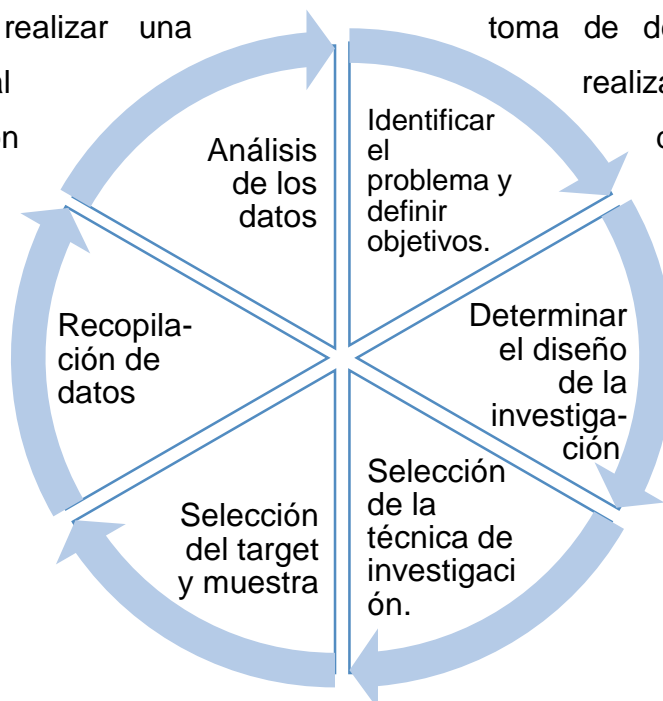 realizar una
toma de
realiza
Análisis
de los
datos
Identificar
el
problema y
definir
objetivos.
Determinar
el diseño
de la
investiga-
ción
Selección
de la
técnica de
investigaci
ón.
Selección
del target
y muestra
Recopila-
ción de
datos